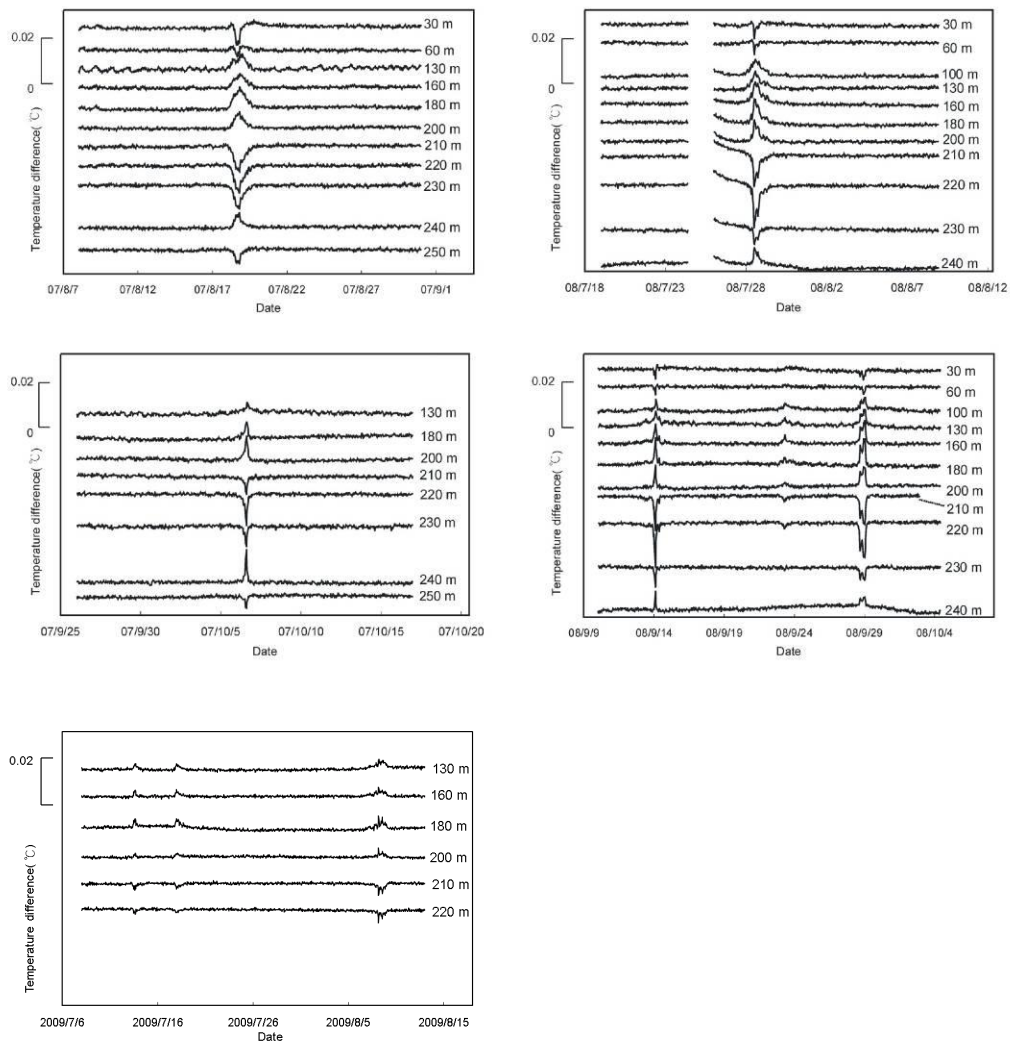 0.02
0
Temperature difference(℃)
30 m
60 m
130 m
160 m
180 m
200 m
210 m
220 m
230 m
240 m
250 m
07/8/7 07/8/12 07/8/17 07/8/22 07/8/27 07/9/1
Date
0.02
0
Temperature difference(℃)
30 m
60 m
100 m
130 m
160 m
180 m
200 m
210 m
220 m
230 m
240 m
08/7/18 08/7/23 08/7/28 08/8/2 08/8/7 08/8/12
Date
0.02
0
Temperature difference(℃)
130 m
180 m
200 m
210 m
220 m
230 m
240 m
250 m
07/9/25 07/9/30 07/10/5 07/10/10 07/10/15 07/10/20
Date
0.02
0
Temperature difference(℃)
30 m
60 m
100 m
130 m
160 m
180 m
200 m
210 m
220 m
230 m
240 m
08/9/9 08/9/14 08/9/19 08/9/24 08/9/29 08/10/4
Date
0.02
Temperature difference(℃)
130 m
160 m
180 m
200 m
210 m
220 m
2009/7/6 2009/7/16 2009/7/26 2009/8/5 2009/8/15
Date